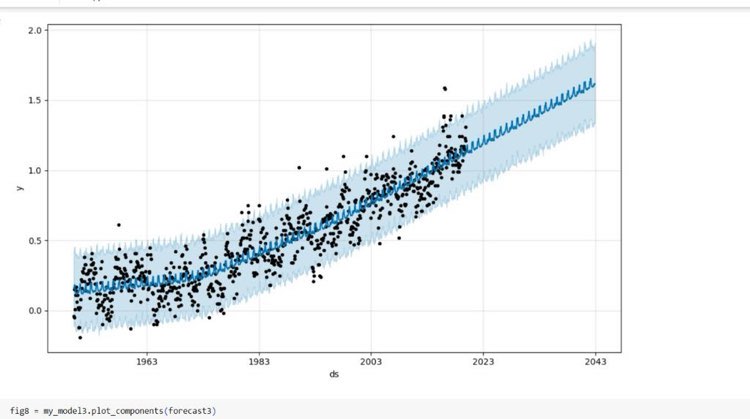 2.0
1.5
1.0
y
0.5
0.0
1963 1983 2003 2023 2043
ds
fig8 = my_model3.plot_components(forecast3)